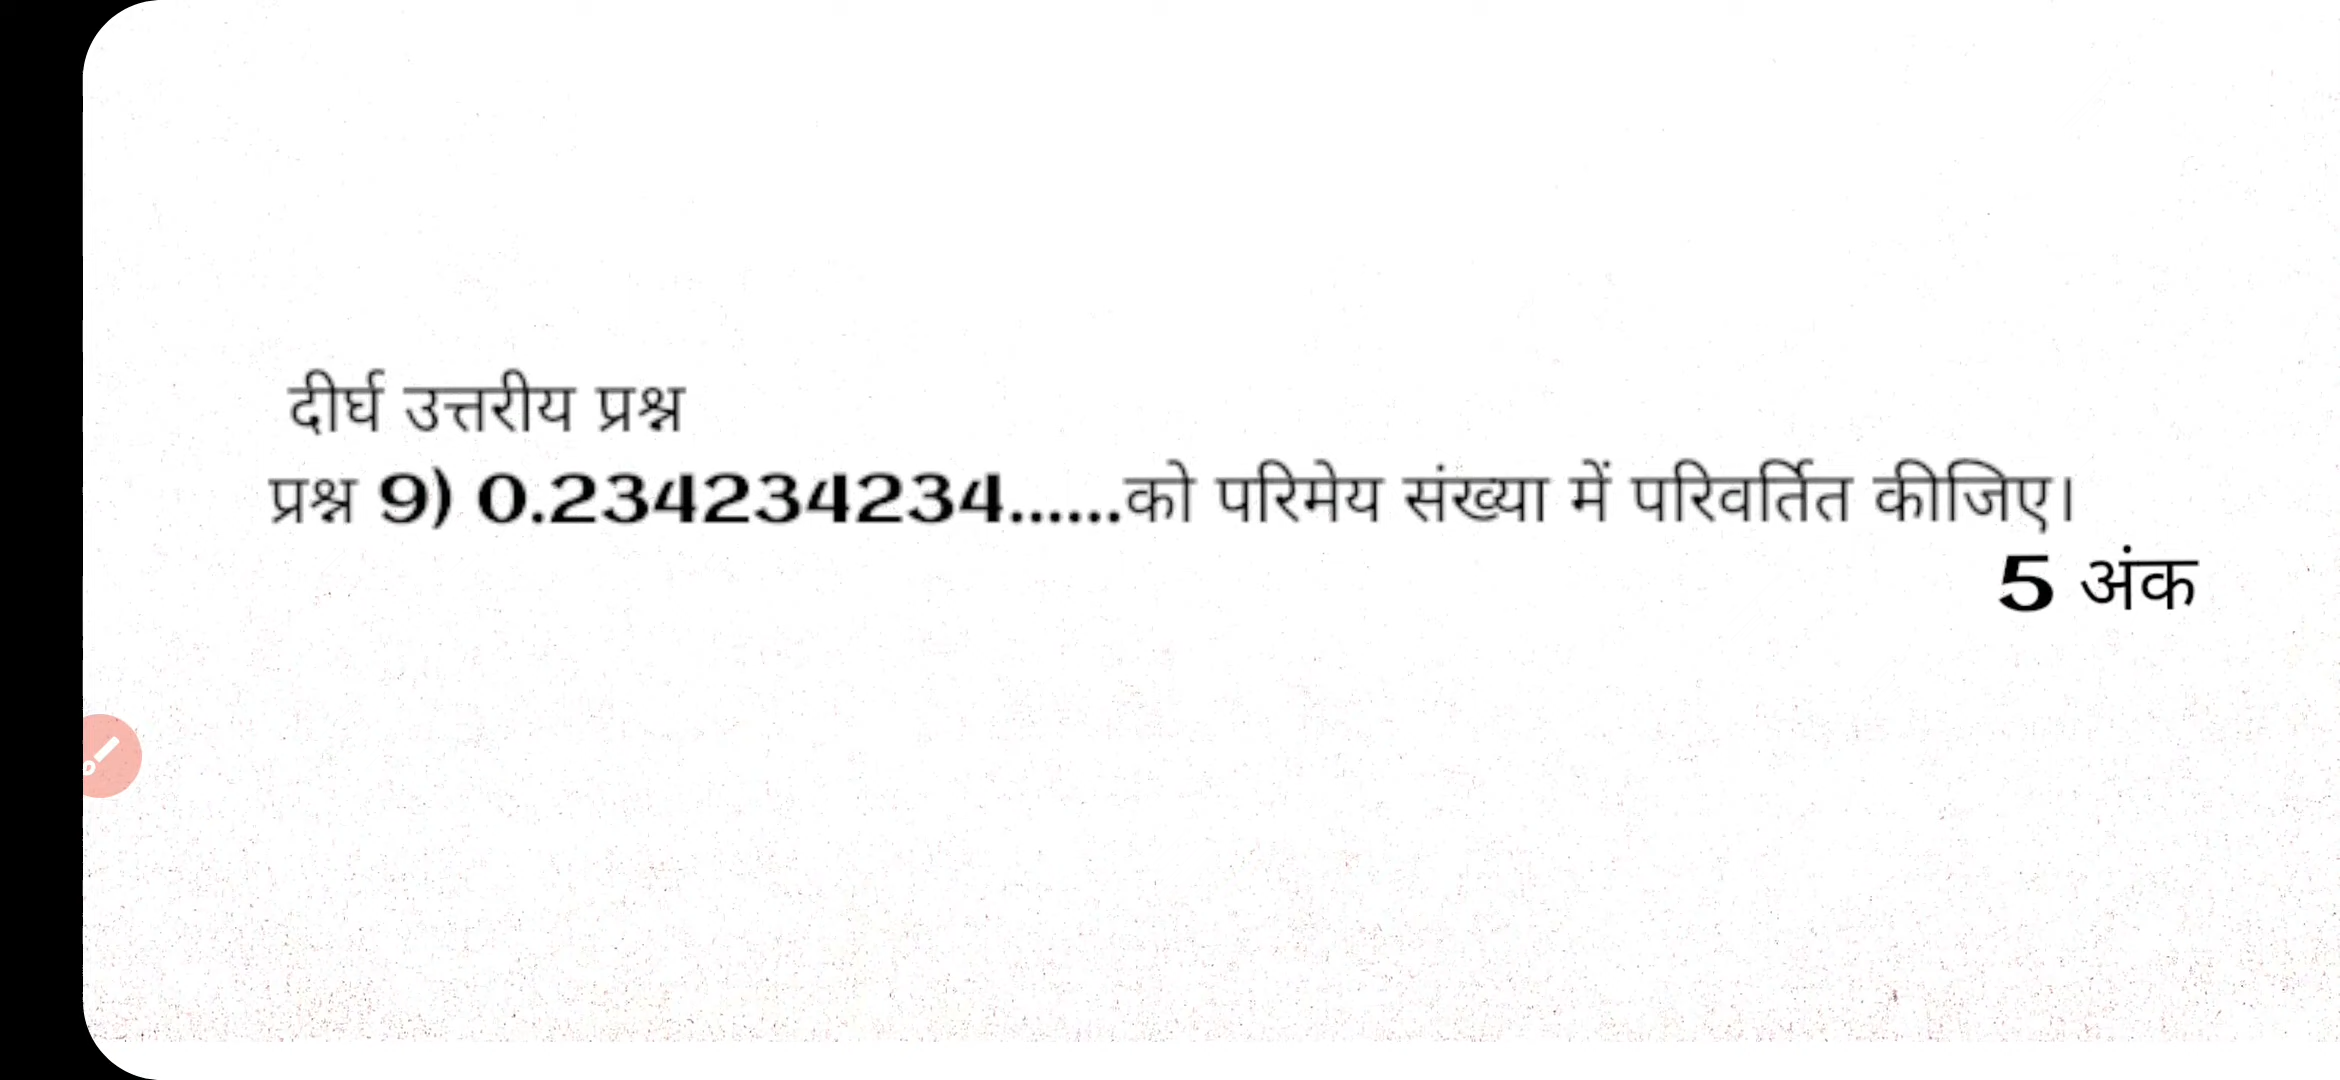 दीर्घ उत्तरीय प्रश्न
प्रश्न 9) 0.234234234......को परिमेय संख्या में परिवर्तित कीजिए।
5 अंक